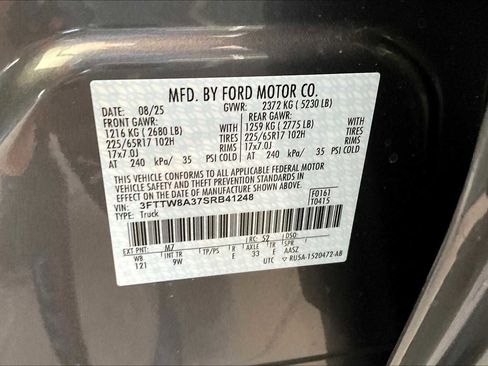 MFD. BY FORD MOTOR CO.
DATE: 08/25 GVWR: 2372 KG ( 5230 LB)
FRONT GAWR: REAR GAWR:
1216 KG ( 2680 LB) WITH 1259 KG ( 2775 LB) WITH
225/65R17 102H TIRES 225/65R17 102H TIRES
17x7.0J RIMS 17x7.0J RIMS
AT 240 kPa/ 35 PSI COLD AT 240 kPa/ 35 PSI COLD
THIS VEHICLE CONFORMS TO ALL APPLICABLE FEDERAL MOTOR
VEHICLE SAFETY AND THEFT PREVENTION STANDARDS IN
EFFECT ON THE DATE OF MANUFACTURE SHOWN ABOVE.
VIN: 3FTTW8A37SRB41248 F0161
TYPE: Truck T0415
EXT PNT: M7 RC: 52 DSO:
WB INT TR TP/PS R AXLE TR SPR
121 9W E 33 E AASZ
UTC RU5A-1520472-AB